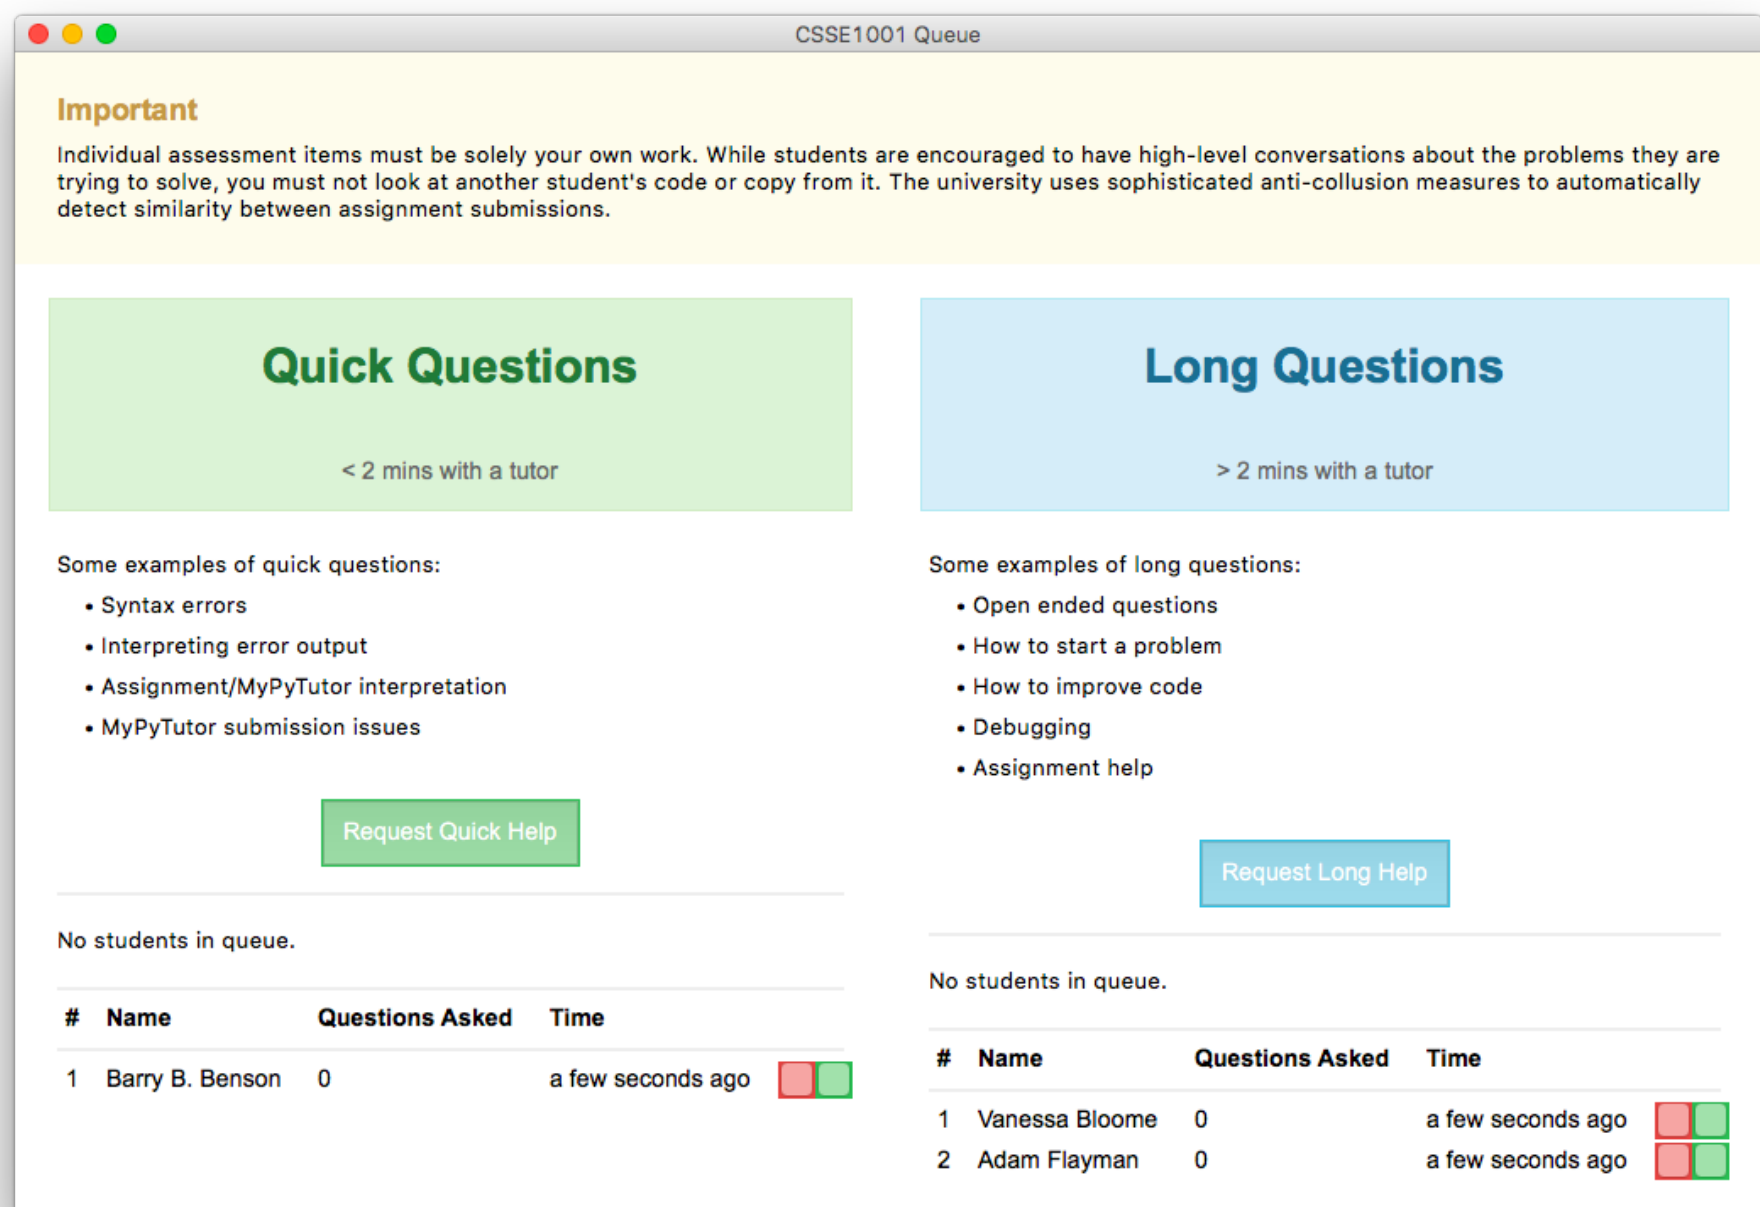 CSSE1001 Queue
Important
Individual assessment items must be solely your own work. While students are encouraged to have high-level conversations about the problems they are
trying to solve, you must not look at another student's code or copy from it. The university uses sophisticated anti-collusion measures to automatically
detect similarity between assignment submissions.
Quick Questions
< 2 mins with a tutor
Some examples of quick questions:
• Syntax errors
• Interpreting error output
• Assignment/MyPyTutor interpretation
• MyPyTutor submission issues
Request Quick Help
No students in queue.
# Name Questions Asked Time
1 Barry B. Benson 0 a few seconds ago
Long Questions
> 2 mins with a tutor
Some examples of long questions:
• Open ended questions
• How to start a problem
• How to improve code
• Debugging
• Assignment help
Request Long Help
No students in queue.
# Name Questions Asked Time
1 Vanessa Bloome 0 a few seconds ago
2 Adam Flayman 0 a few seconds ago